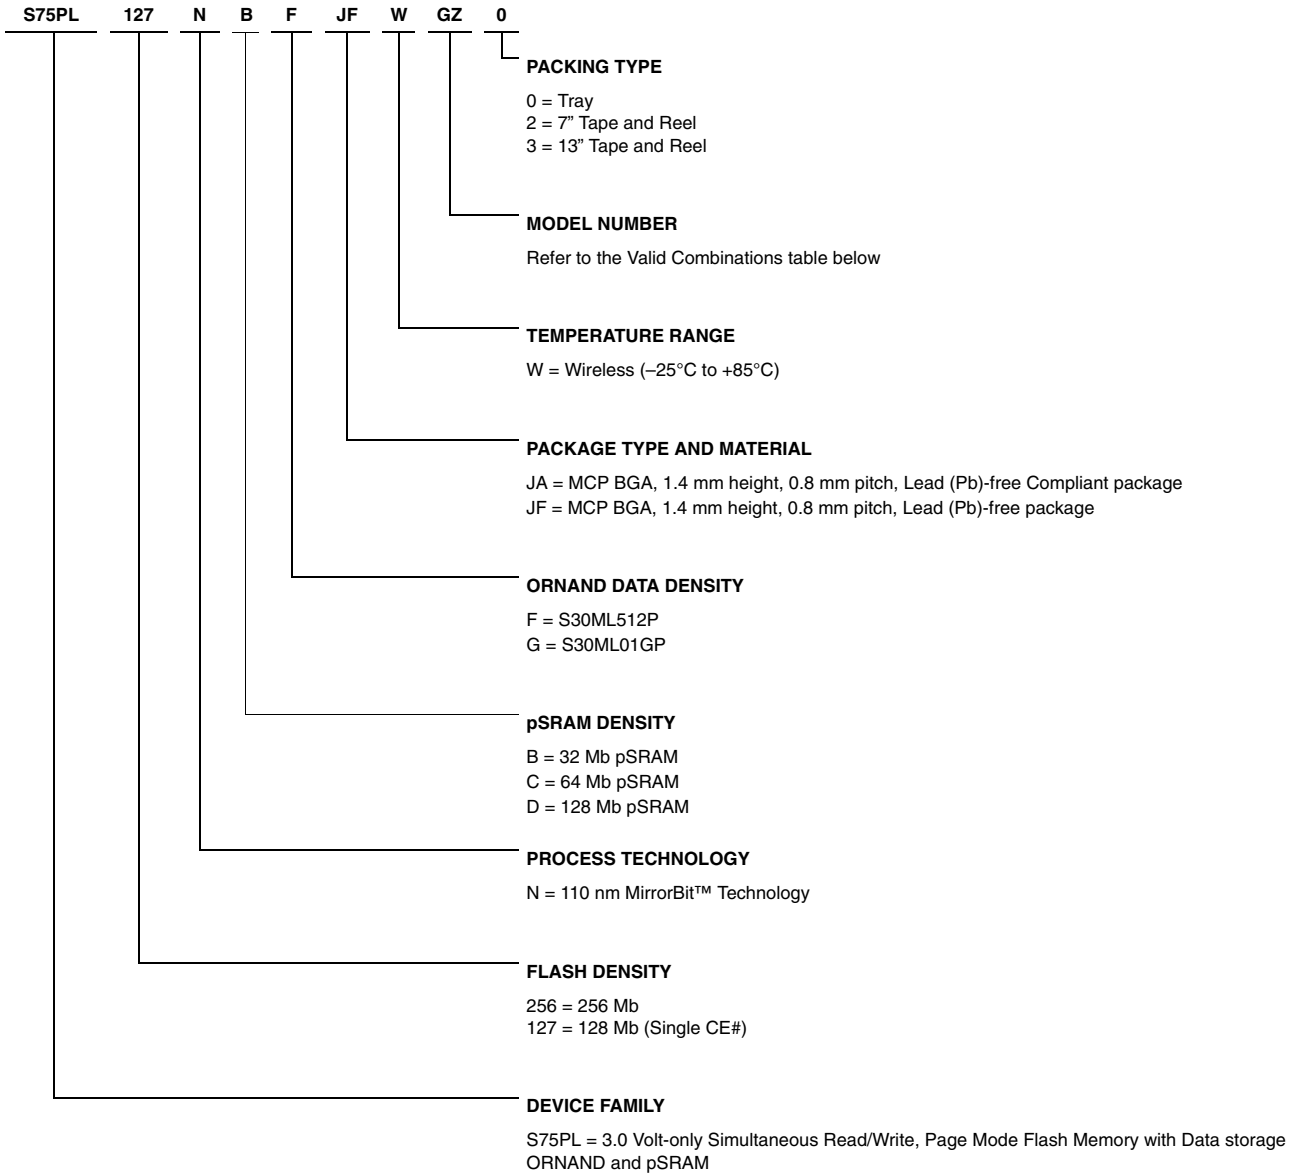 S75PL 127 N B F JF W GZ 0
PACKING TYPE
0 = Tray
2 = 7” Tape and Reel
3 = 13” Tape and Reel
MODEL NUMBER
Refer to the Valid Combinations table below
TEMPERATURE RANGE
W = Wireless (–25°C to +85°C)
PACKAGE TYPE AND MATERIAL
JA = MCP BGA, 1.4 mm height, 0.8 mm pitch, Lead (Pb)-free Compliant package
JF = MCP BGA, 1.4 mm height, 0.8 mm pitch, Lead (Pb)-free package
ORNAND DATA DENSITY
F = S30ML512P
G = S30ML01GP
pSRAM DENSITY
B = 32 Mb pSRAM
C = 64 Mb pSRAM
D = 128 Mb pSRAM
PROCESS TECHNOLOGY
N = 110 nm MirrorBit™ Technology
FLASH DENSITY
256 = 256 Mb
127 = 128 Mb (Single CE#)
DEVICE FAMILY
S75PL = 3.0 Volt-only Simultaneous Read/Write, Page Mode Flash Memory with Data storage
ORNAND and pSRAM